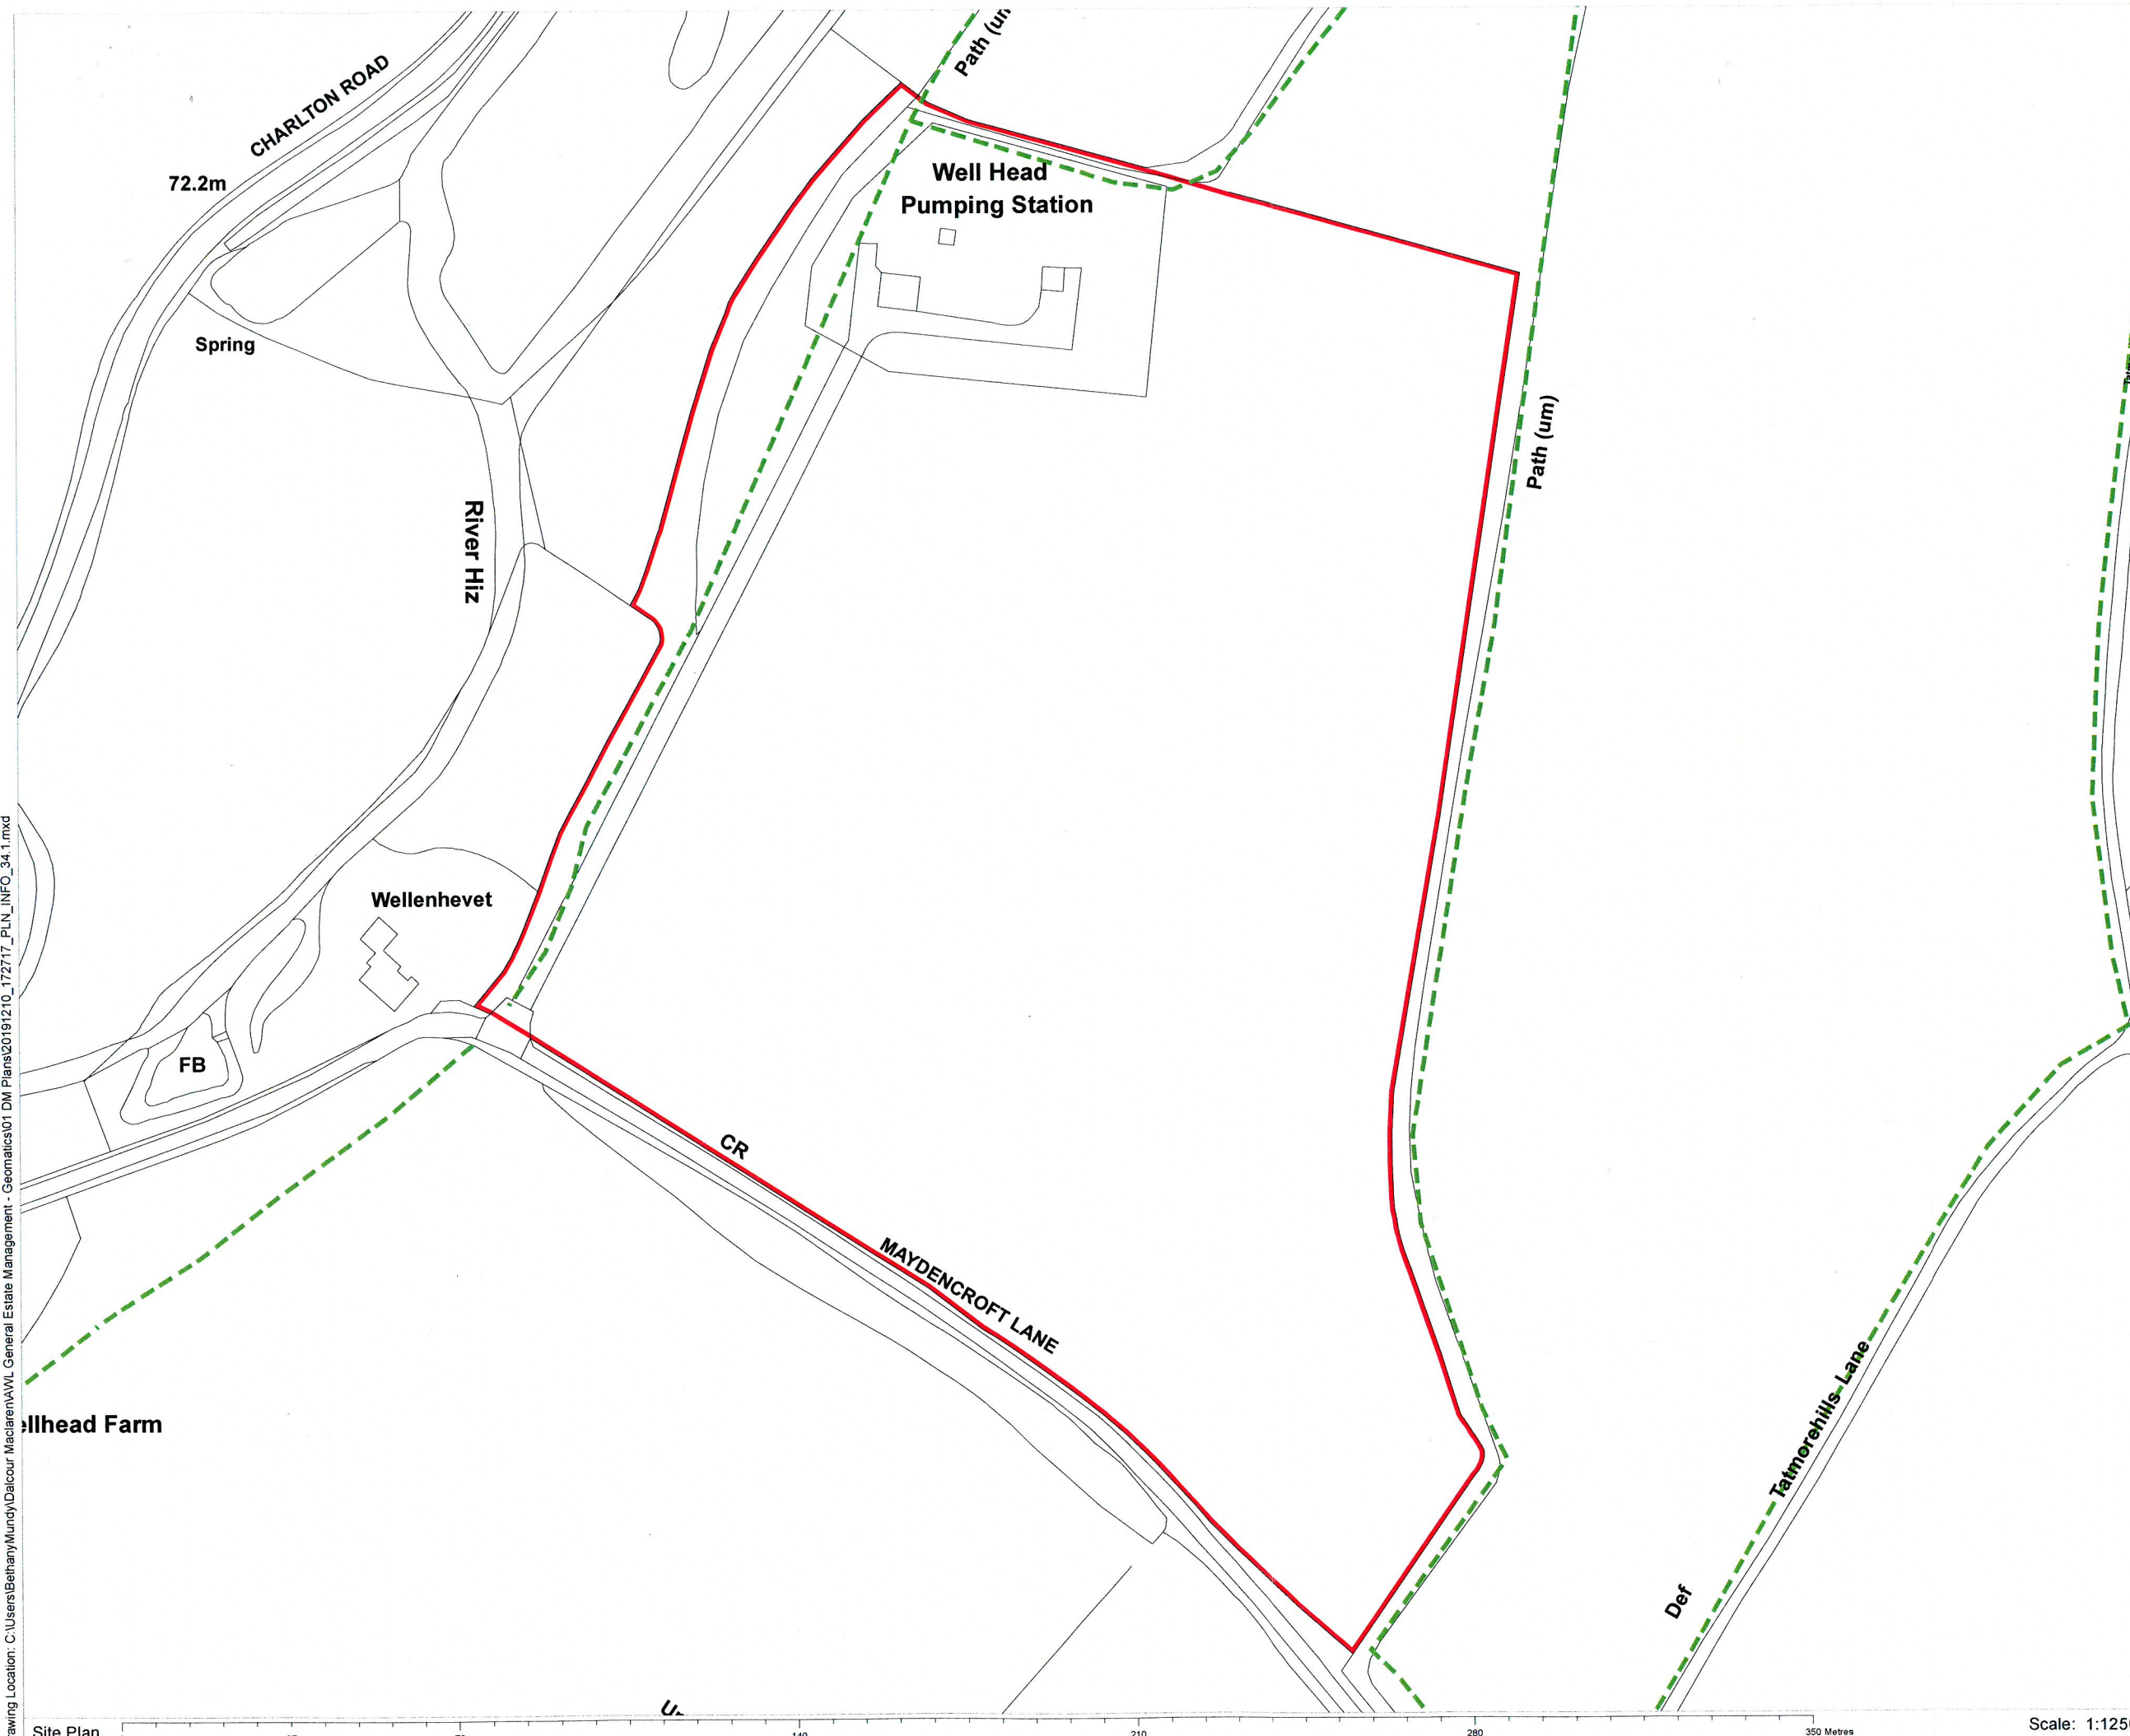 Path (un
CHARLTON ROAD
72.2m
Well Head
Pumping Station
Spring
Path (um)
River Hiz
Wellenhevet
FB
CR
MAYDENCROFT LANE
Tatmorehills Lane
ellhead Farm
Def
awing Location: C:\Users\BethanyMundy\Dalcour Maclaren\AWL General Estate Management - Geomatics\01 DM Plans\20191210_172717_PLN_INFO_34.1.mxd
Site Plan
140
210
280
350 Metres
Scale: 1:125